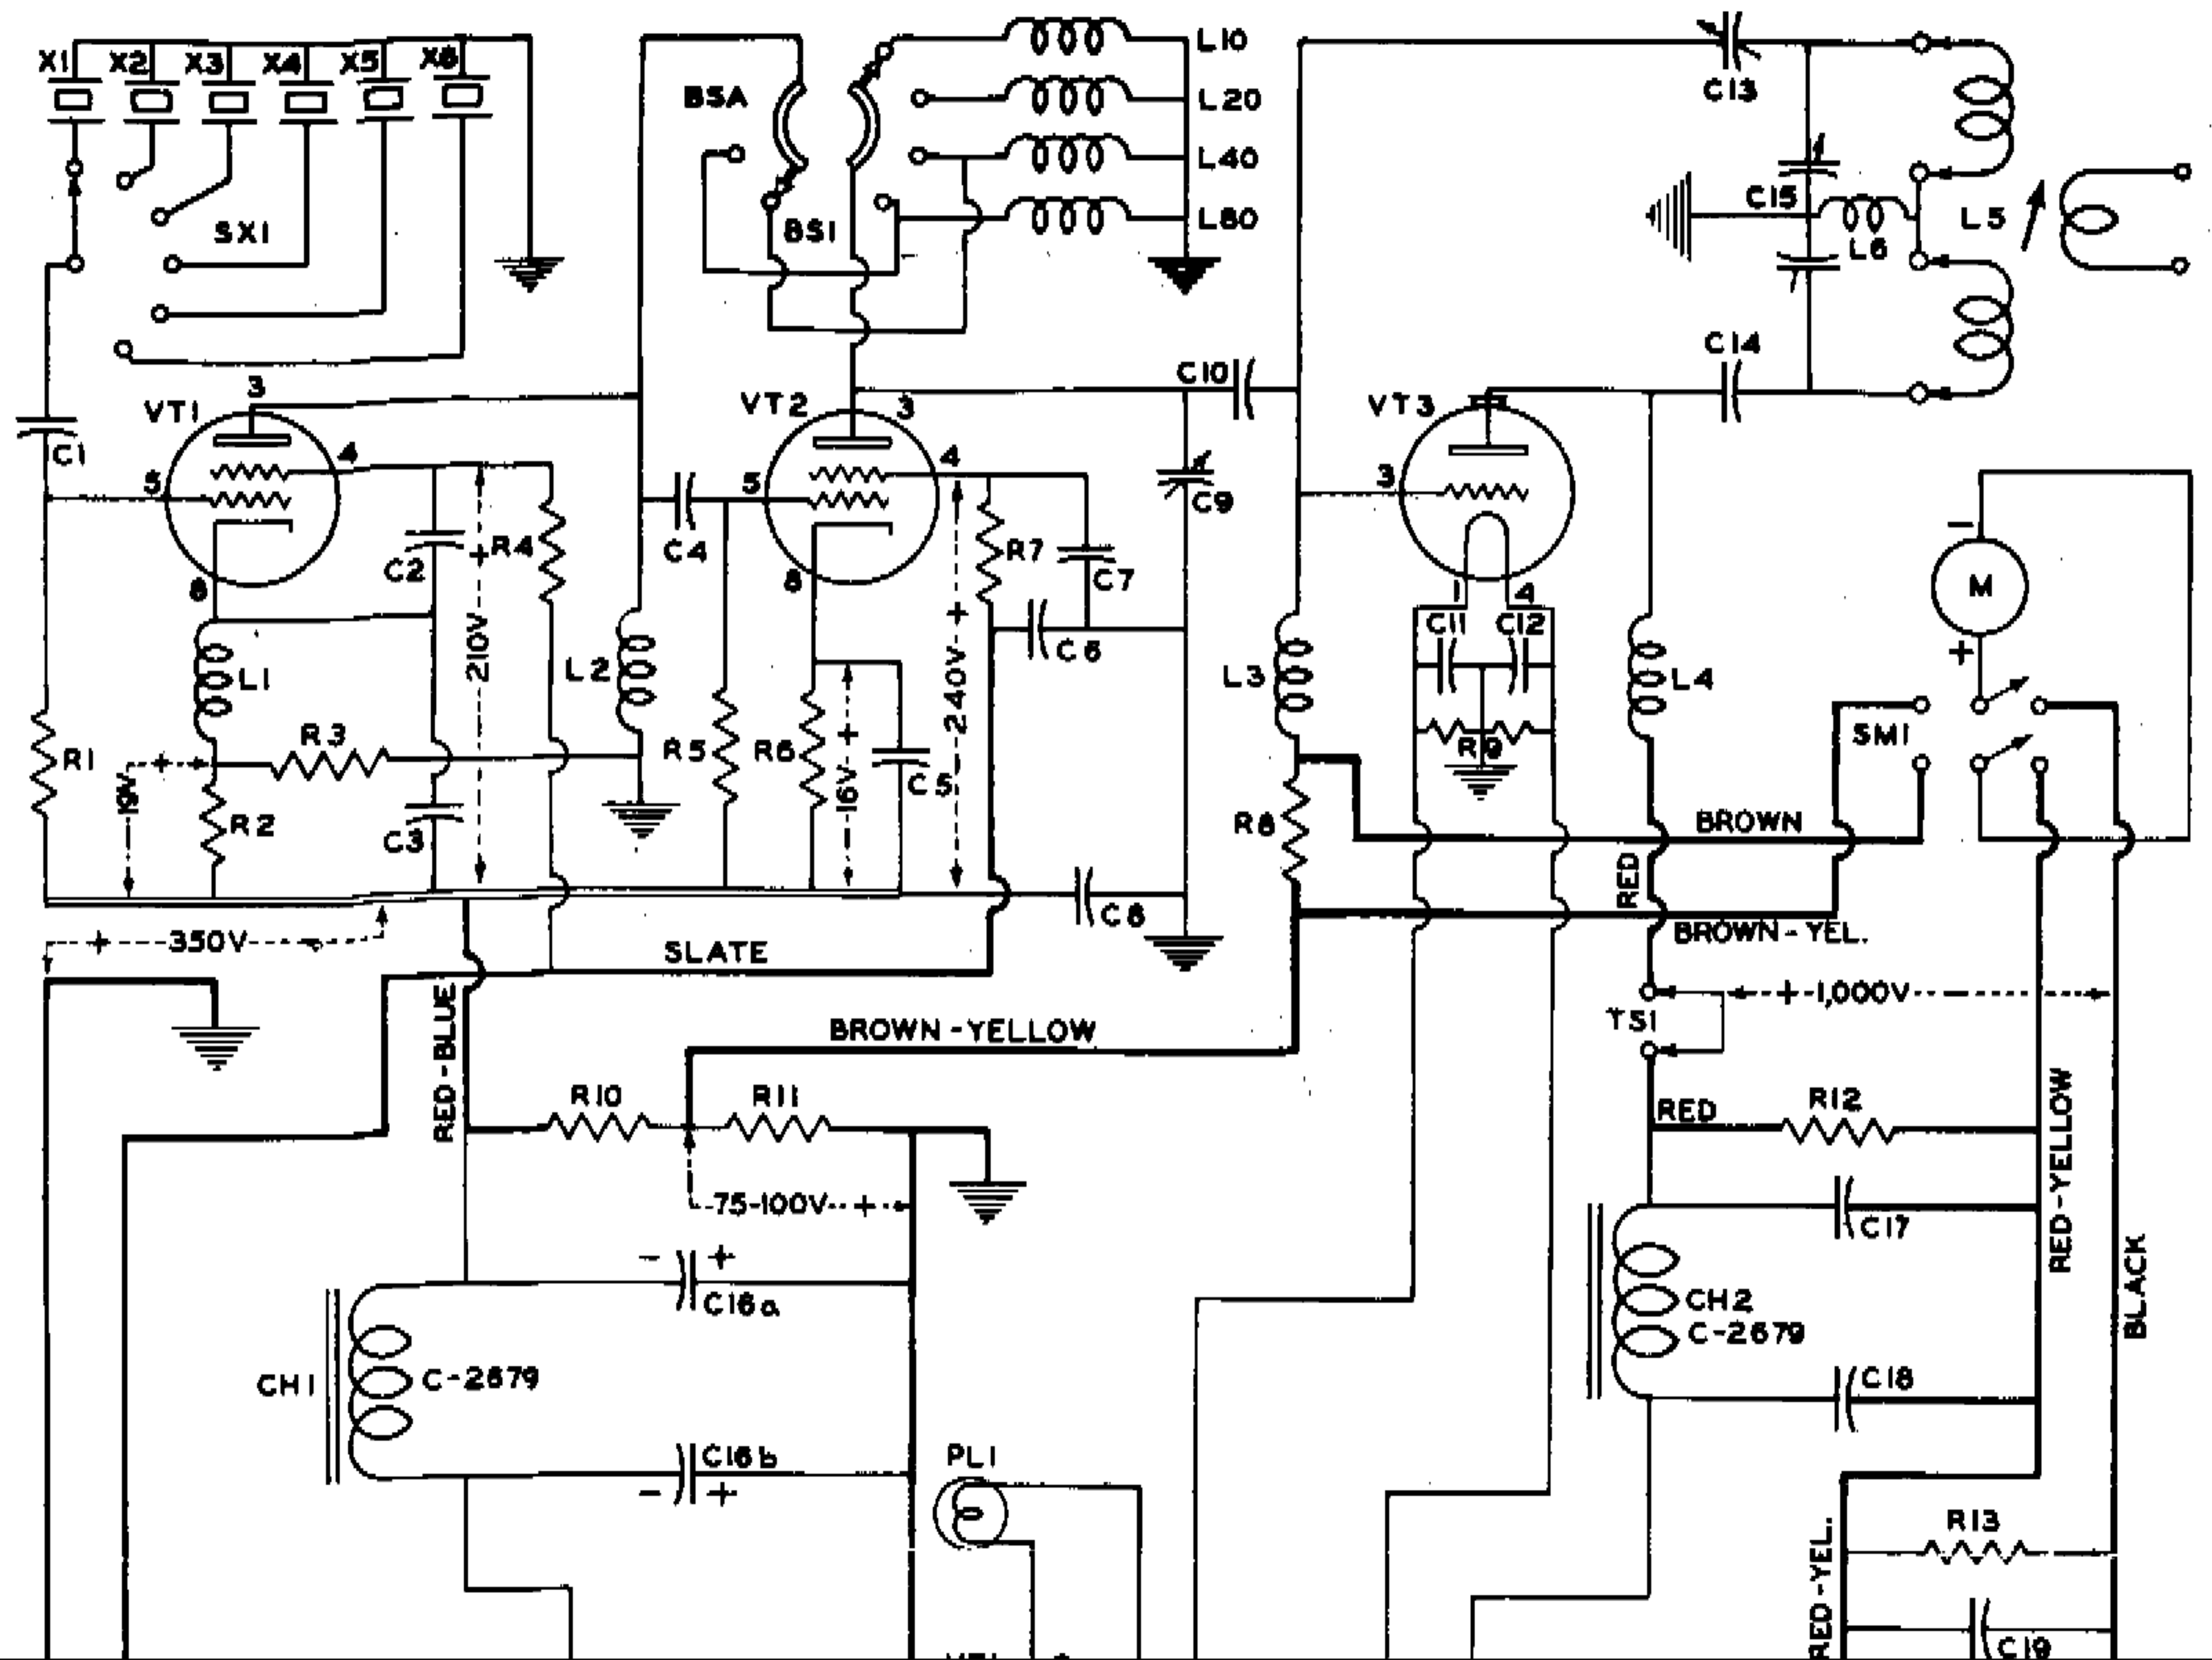 X1 X2 X3 X4 X5 X6
L10
BSA
L20
C13
L40
C15
SX1
BS1
L80
L6
L5
C10
C14
3
VT1
VT2
3
VT3
C1
4
4
5
5
3
C9
-
C2
+
R4
C4
R7
C7
M
8
8
1
4
+
C11
C12
C6
+
210V
L1
L2
240V
L3
L4
R3
R1
+
R5
R6
+
R9
SM1
19V
16V
C5
R2
C3
R8
BROWN
RED
C8
+ 350V -
BROWN-YEL.
SLATE
RED-BLUE
+ 1,000V
TS1
BROWN-YELLOW
R10
R11
RED
R12
75-100V +
RED-YELLOW
C17
- +
C16a
BLACK
CH2
C-2679
CH1
C-2679
C18
C16b
- +
PL1
R13
RED-YEL.
C19